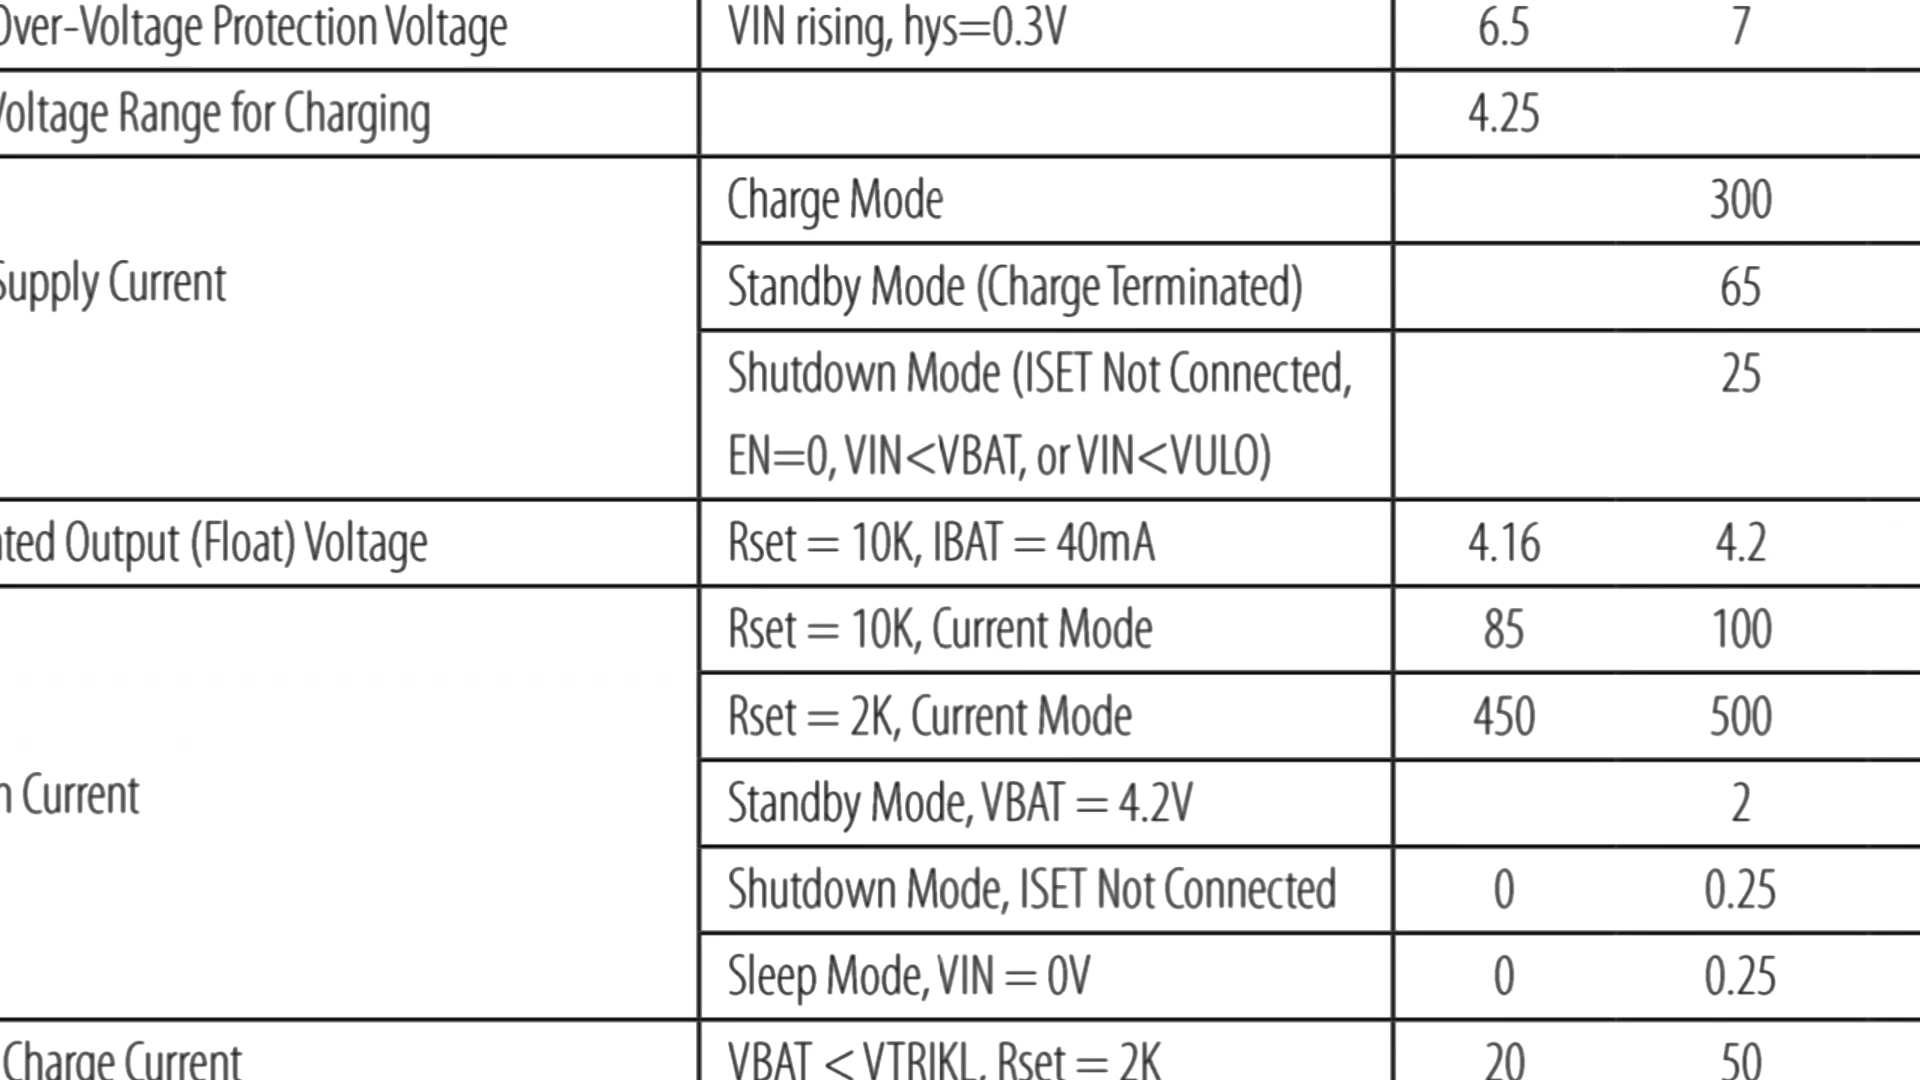 Over-Voltage Protection Voltage VIN rising, hys=0.3V 6.5 7
Voltage Range for Charging 4.25
Charge Mode 300
Supply Current Standby Mode (Charge Terminated) 65
Shutdown Mode (ISET Not Connected, 25
EN=0, VIN<VBAT, or VIN<VULO)
ted Output (Float) Voltage Rset = 10K, IBAT = 40mA 4.16 4.2
Rset = 10K, Current Mode 85 100
Rset = 2K, Current Mode 450 500
n Current Standby Mode, VBAT = 4.2V 2
Shutdown Mode, ISET Not Connected 0 0.25
Sleep Mode, VIN = 0V 0 0.25
Charge Current VBAT < VTRIKL, Rset = 2K 20 50